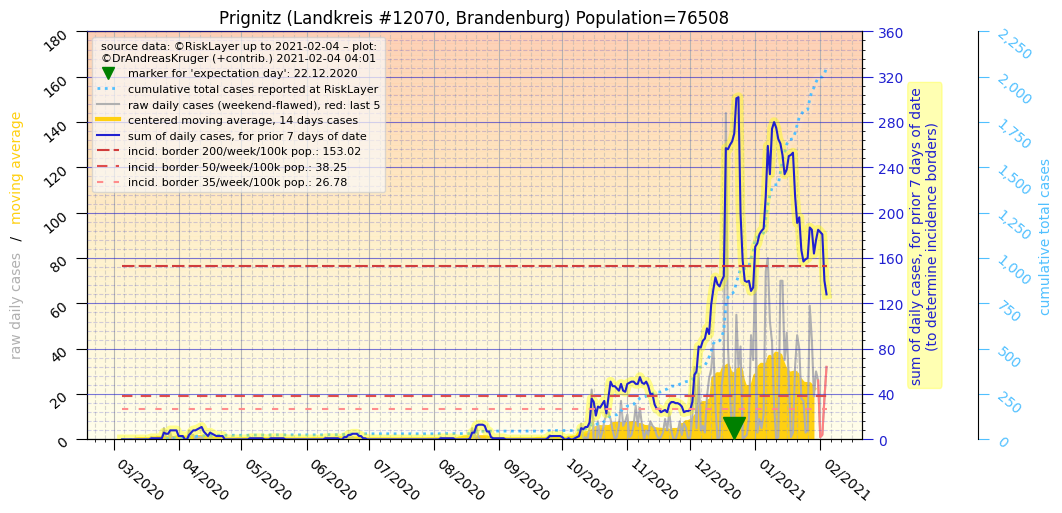 Prignitz (Landkreis #12070, Brandenburg) Population=76508
source data: ©RiskLayer up to 2021-02-04 – plot:
©DrAndreasKruger (+contrib.) 2021-02-04 04:01
marker for 'expectation day': 22.12.2020
cumulative total cases reported at RiskLayer
raw daily cases (weekend-flawed), red: last 5
centered moving average, 14 days cases
sum of daily cases, for prior 7 days of date
incid. border 200/week/100k pop.: 153.02
incid. border 50/week/100k pop.: 38.25
incid. border 35/week/100k pop.: 26.78
raw daily cases / moving average
180
160
140
120
100
80
60
40
20
0
03/2020
04/2020
05/2020
06/2020
07/2020
08/2020
09/2020
10/2020
11/2020
12/2020
01/2021
02/2021
360
320
280
240
200
160
120
80
40
0
sum of daily cases, for prior 7 days of date
(to determine incidence borders)
2,250
2,000
1,750
1,500
1,250
1,000
750
500
250
0
cumulative total cases